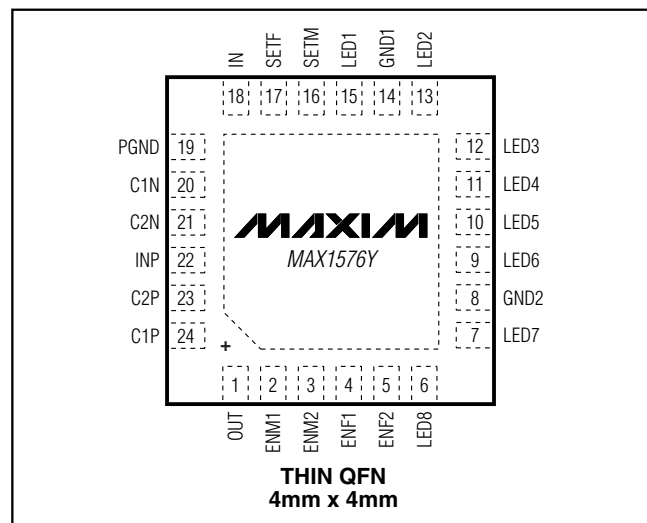 IN SETF SETM LED1 GND1 LED2
18 17 16 15 14 13
PGND 19 12 LED3
C1N 20 11 LED4
C2N 21 10 LED5
MAXIM
INP 22 MAX1576Y 9 LED6
C2P 23 8 GND2
C1P 24 7 LED7
+
1 2 3 4 5 6
OUT ENM1 ENM2 ENF1 ENF2 LED8
THIN QFN
4mm x 4mm